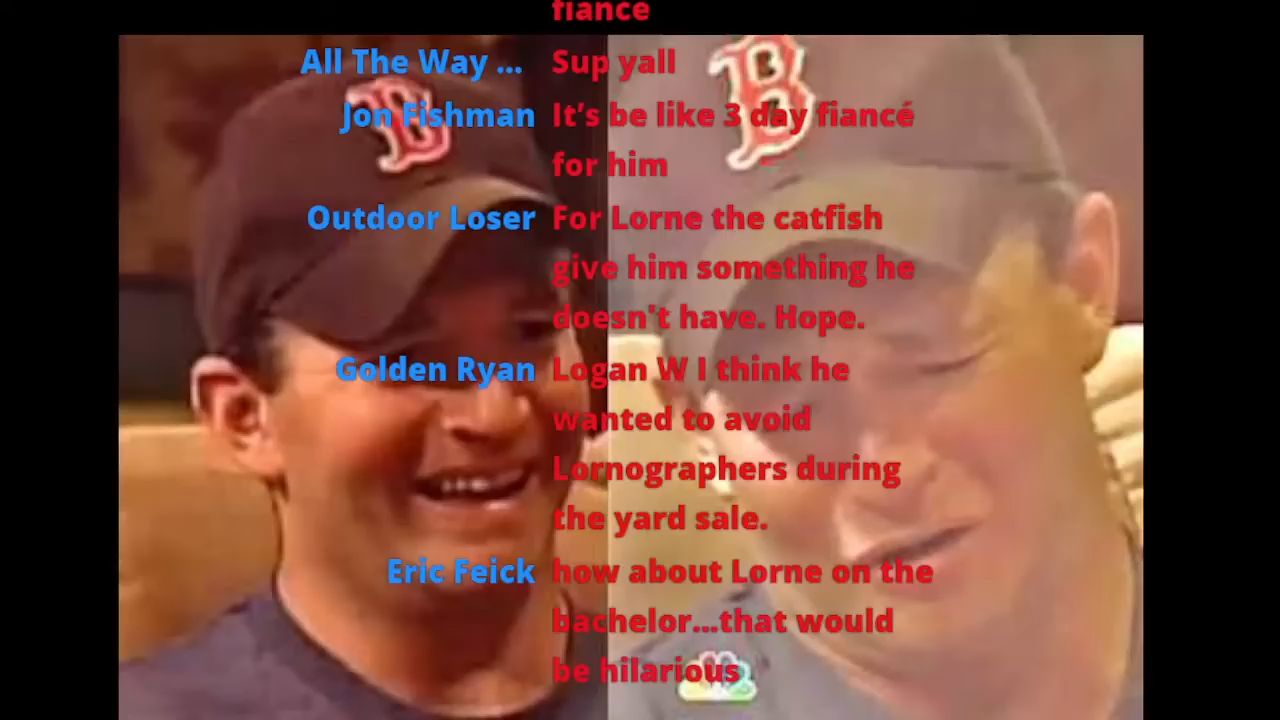 fiancé
All The Way ... Sup yall
Jon Fishman It’s be like 3 day fiancé
for him
Outdoor Loser For Lorne the catfish
give him something he
doesn't have. Hope.
Golden Ryan Logan W I think he
wanted to avoid
Lornographers during
the yard sale.
Eric Feick how about Lorne on the
bachelor...that would
be hilarious
B
B